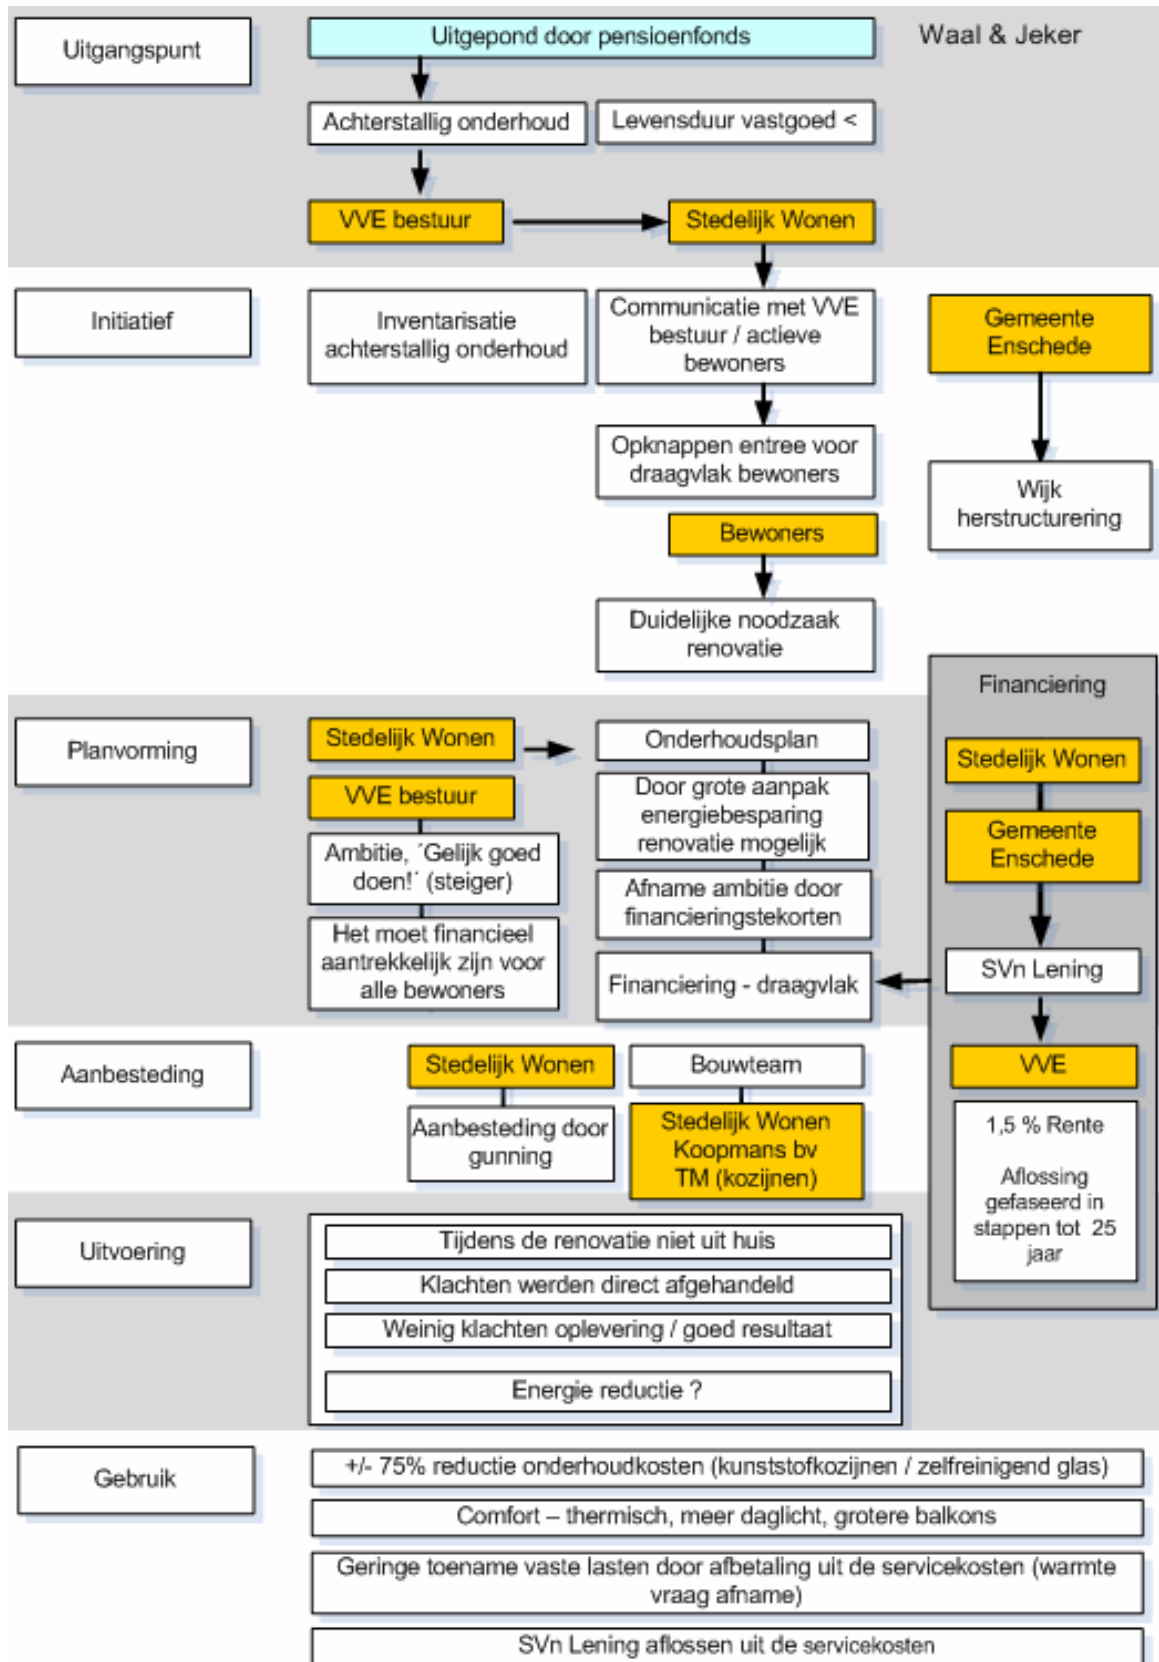 Uitgangspunt
Uitgepond door pensioenfonds
Waal & Jeker
Achterstallig onderhoud
Levensduur vastgoed <
VVE bestuur
Stedelijk Wonen
Initiatief
Inventarisatie
achterstallig onderhoud
Communicatie met VVE
bestuur / actieve
bewoners
Gemeente
Enschede
Opknappen entree voor
draagvlak bewoners
Wijk
herstructurering
Bewoners
Duidelijke noodzaak
renovatie
Financiering
Planvorming
Stedelijk Wonen
VVE bestuur
Ambitie, ´Gelijk goed
doen!´ (steiger)
Het moet financieel
aantrekkelijk zijn voor
alle bewoners
Onderhoudsplan
Door grote aanpak
energiebesparing
renovatie mogelijk
Afname ambitie door
financieringstekorten
Financiering - draagvlak
Stedelijk Wonen
Gemeente
Enschede
SVn Lening
VVE
1,5 % Rente
Aflossing
gefaseerd in
stappen tot 25
jaar
Aanbesteding
Stedelijk Wonen
Aanbesteding door
gunning
Bouwteam
Stedelijk Wonen
Koopmans bv
TM (kozijnen)
Uitvoering
Tijdens de renovatie niet uit huis
Klachten werden direct afgehandeld
Weinig klachten oplevering / goed resultaat
Energie reductie ?
Gebruik
+/- 75% reductie onderhoudkosten (kunststofkozijnen / zelfreinigend glas)
Comfort – thermisch, meer daglicht, grotere balkons
Geringe toename vaste lasten door afbetaling uit de servicekosten (warmte
vraag afname)
SVn Lening aflossen uit de servicekosten